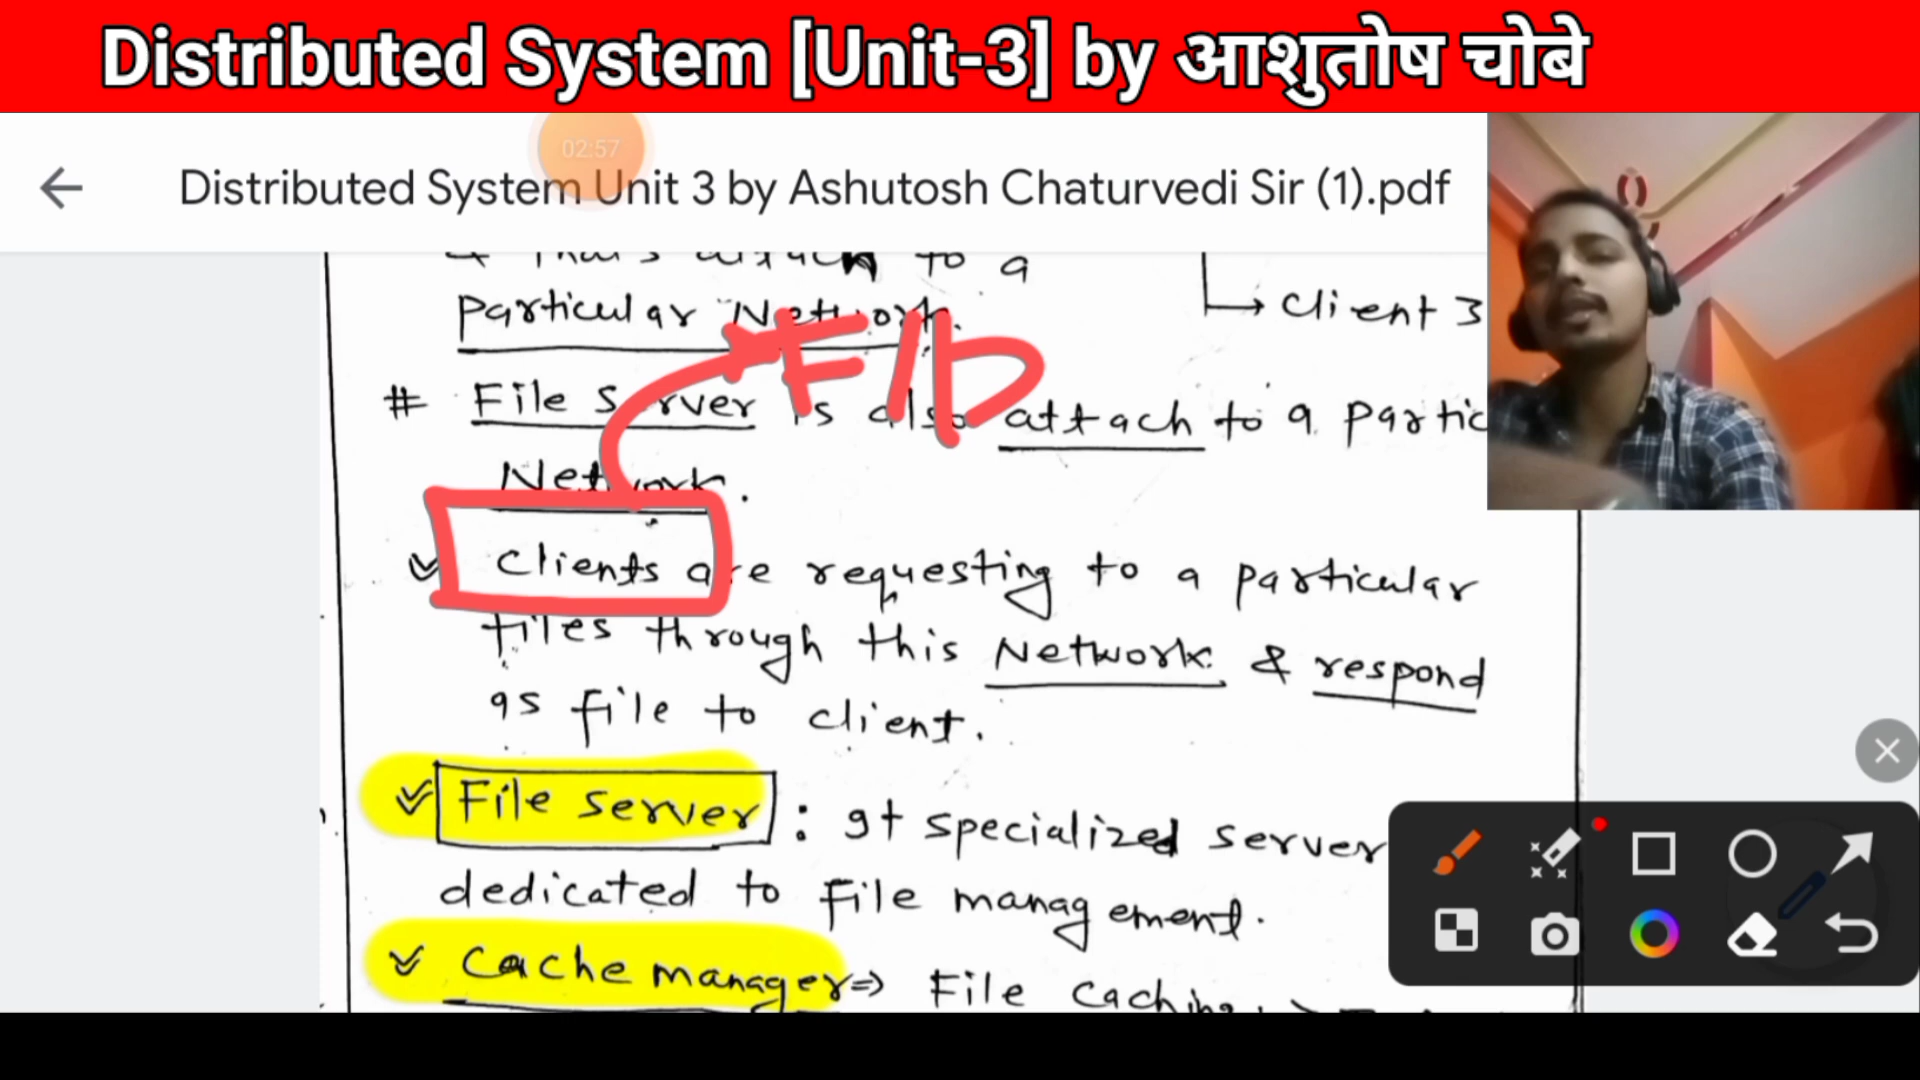 Distributed System [Unit-3] by आशुतोष चोबे
02:57
Distributed System Unit 3 by Ashutosh Chaturvedi Sir (1).pdf
to a
Particular Network.
Client 3
F/D
# File server is also attach to a
Network.
Clients are requesting to a particular
files through this Network & respond
as file to client.
File server : It specialized server
dedicated to File management.
Cache manager ⇒ File caching